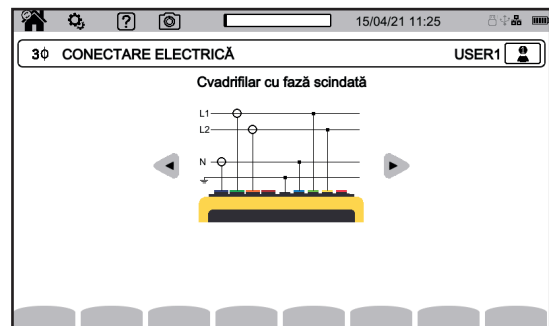 ? 15/04/21 11:25
3Φ CONECTARE ELECTRICĂ USER1
Cvadrifilar cu fază scindată
L1
L2
N